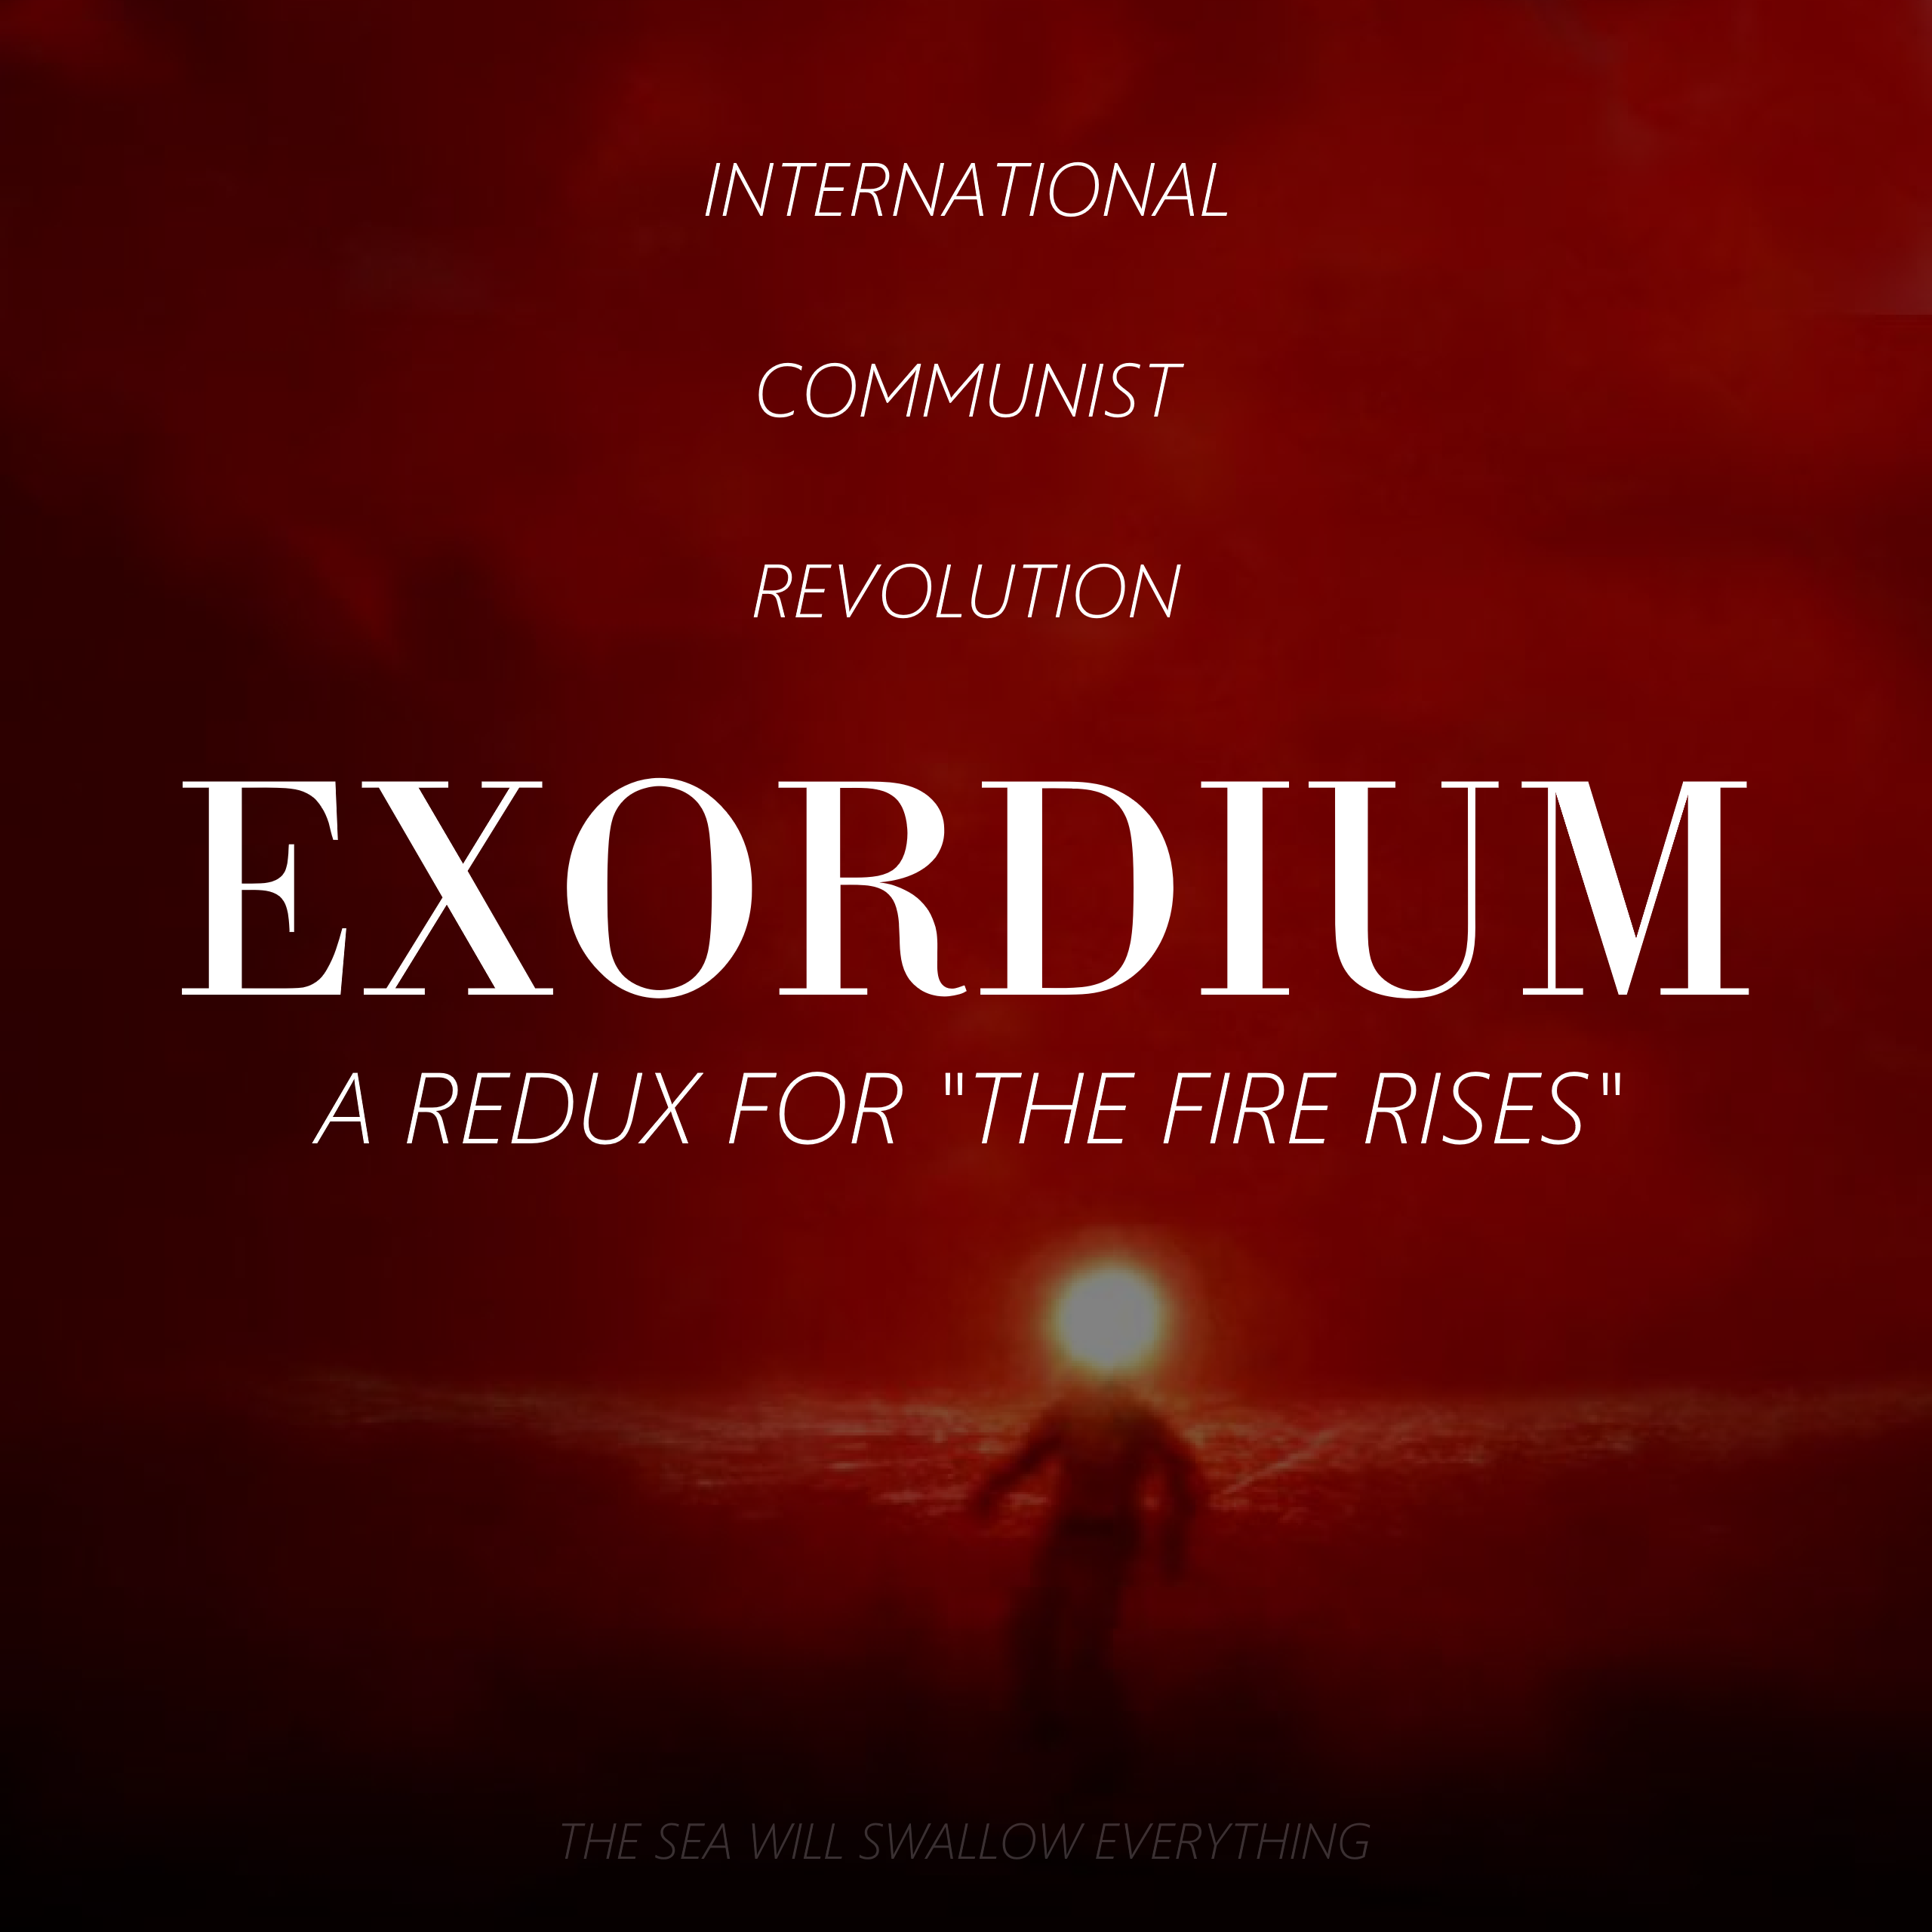 INTERNATIONAL
COMMUNIST
REVOLUTION
EXORDIUM
A REDUX FOR "THE FIRE RISES"
THE SEA WILL SWALLOW EVERYTHING